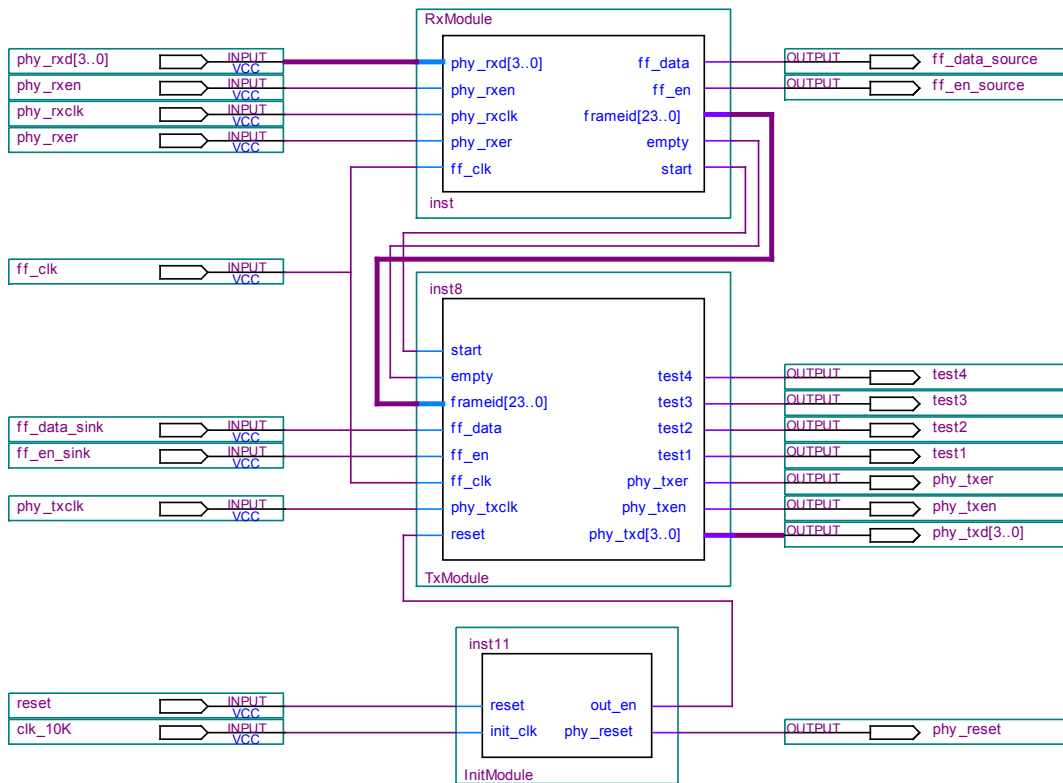 RxModule
phy_rxd[3..0] INPUT VCC phy_rxd[3..0] ff_data OUTPUT ff_data_source
phy_rxen INPUT VCC phy_rxen ff_en OUTPUT ff_en_source
phy_rxclk INPUT VCC phy_rxclk frameid[23..0]
phy_rxer INPUT VCC phy_rxer empty
ff_clk start
inst
ff_clk INPUT VCC
inst8
start
empty test4 OUTPUT test4
frameid[23..0] test3 OUTPUT test3
ff_data_sink INPUT VCC ff_data test2 OUTPUT test2
ff_en_sink INPUT VCC ff_en test1 OUTPUT test1
ff_clk phy_txer OUTPUT phy_txer
phy_txclk INPUT VCC phy_txclk phy_txen OUTPUT phy_txen
reset phy_txd[3..0] OUTPUT phy_txd[3..0]
TxModule
inst11
reset INPUT VCC reset out_en
clk_10K INPUT VCC init_clk phy_reset OUTPUT phy_reset
InitModule